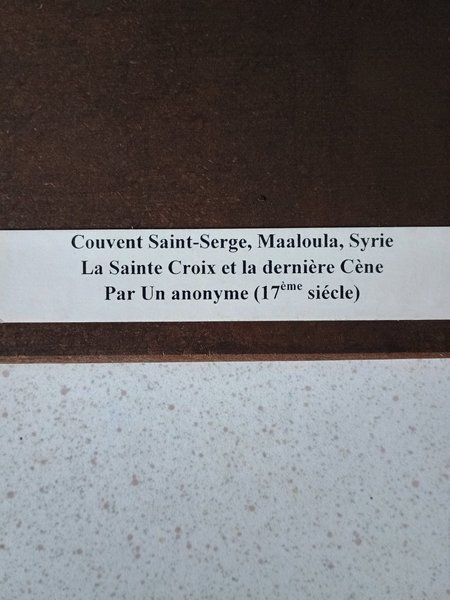 Couvent Saint-Serge, Maaloula, Syrie
La Sainte Croix et la dernière Cène
Par Un anonyme (17ème siécle)